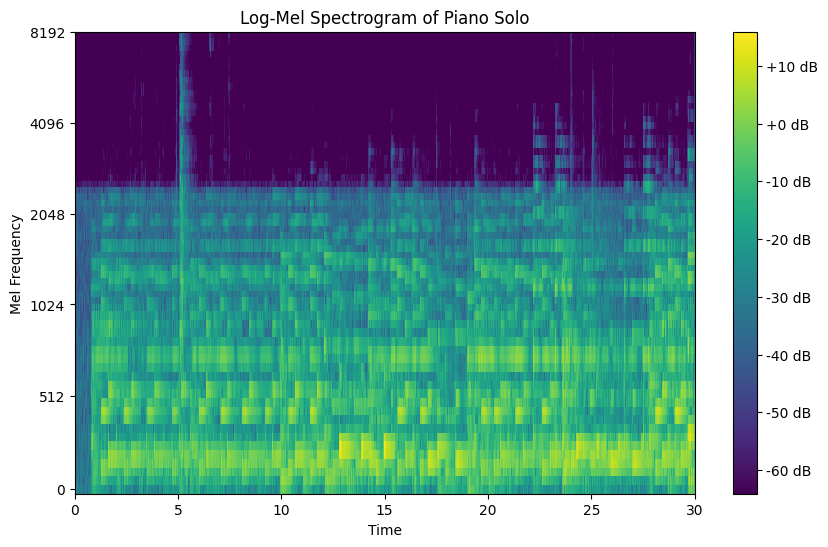 Log-Mel Spectrogram of Piano Solo
8192
4096
2048
1024
512
0
Mel Frequency
0 5 10 15 20 25 30
Time
+10 dB
+0 dB
-10 dB
-20 dB
-30 dB
-40 dB
-50 dB
-60 dB